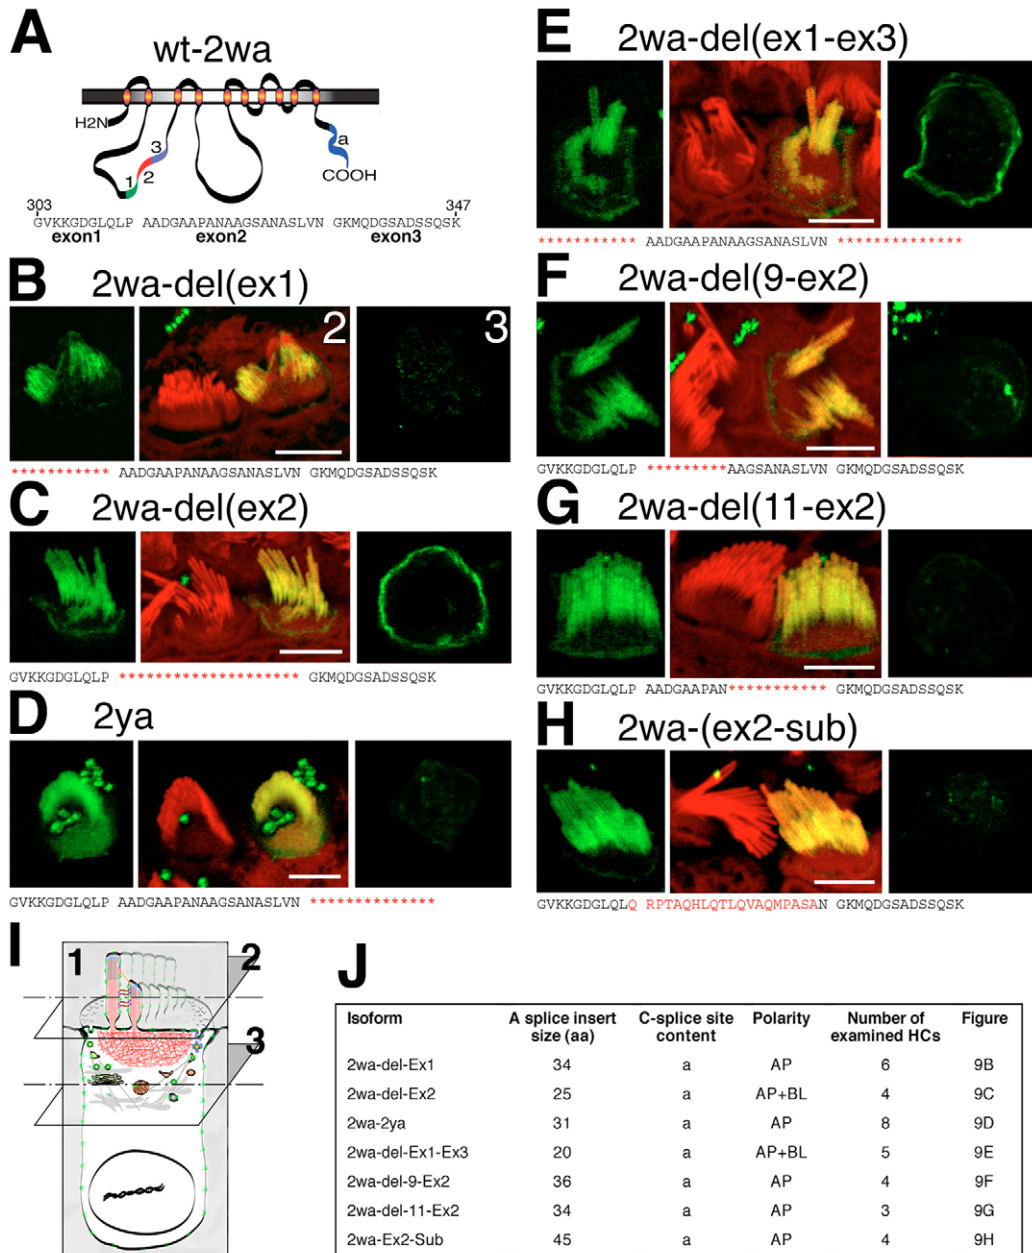 A
wt-2wa
H2N
3
2
1
a
COOH
303
347
GVKKGDGLQLP AADGAAPANAAGSANASLVN GKMQDGSADSSQSK
exon1 exon2 exon3
B
2wa-del(ex1)
2
3
*********** AADGAAPANAAGSANASLVN GKMQDGSADSSQSK
C
2wa-del(ex2)
GVKKGDGLQLP ******************** GKMQDGSADSSQSK
D
2ya
GVKKGDGLQLP AADGAAPANAAGSANASLVN **************
E
2wa-del(ex1-ex3)
*********** AADGAAPANAAGSANASLVN **************
F
2wa-del(9-ex2)
GVKKGDGLQLP *********AAGSANASLVN GKMQDGSADSSQSK
G
2wa-del(11-ex2)
GVKKGDGLQLP AADGAAPAN*********** GKMQDGSADSSQSK
H
2wa-(ex2-sub)
GVKKGDGLQLQ RPTAQHLQTLQVAQMPASAN GKMQDGSADSSQSK
I
1
2
3
J
Isoform A splice insert size (aa) C-splice site content Polarity Number of examined HCs Figure
2wa-del-Ex1 34 a AP 6 9B
2wa-del-Ex2 25 a AP+BL 4 9C
2wa-2ya 31 a AP 8 9D
2wa-del-Ex1-Ex3 20 a AP+BL 5 9E
2wa-del-9-Ex2 36 a AP 4 9F
2wa-del-11-Ex2 34 a AP 3 9G
2wa-Ex2-Sub 45 a AP 4 9H